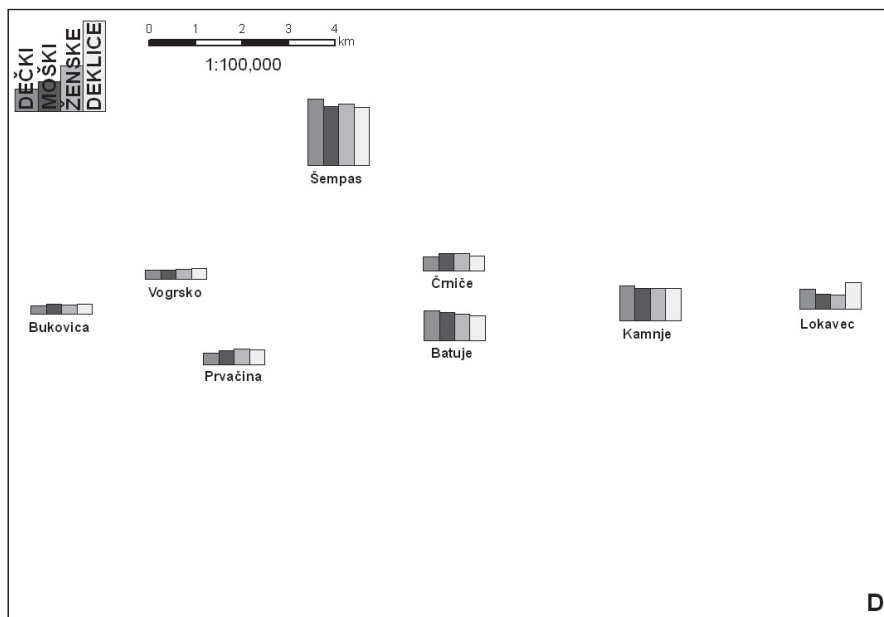 DEČKI
MOŠKI
ŽENSKE
DEKLICE
0 1 2 3 4
km
1:100,000
Šempas
Vogrsko
Črniče
Bukovica
Kamnje
Lokavec
Batuje
Prvačina
D